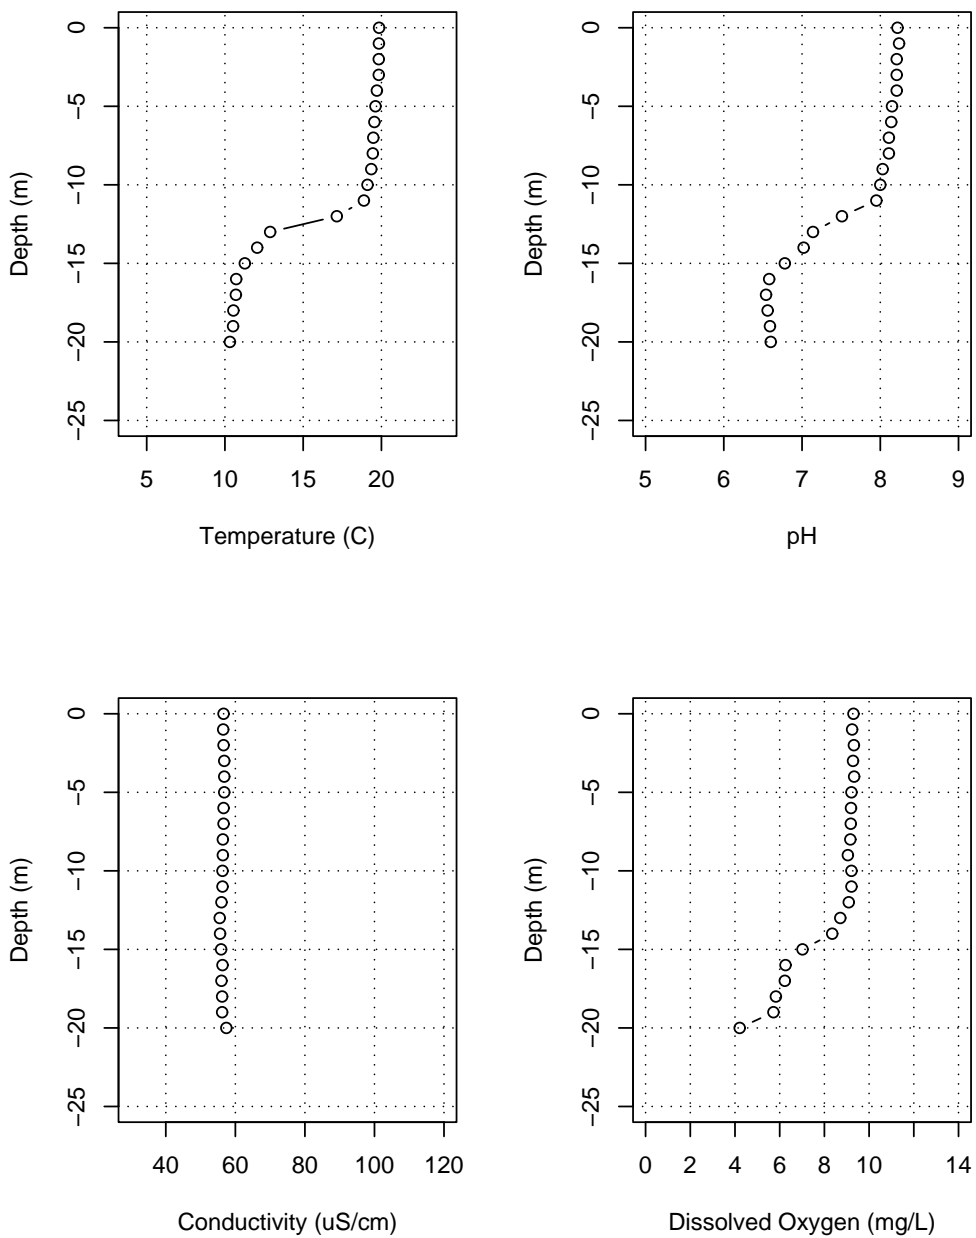 0
−5
−10
−15
−20
−25
Depth (m)
5 10 15 20
Temperature (C)
0
−5
−10
−15
−20
−25
Depth (m)
5 6 7 8 9
pH
0
−5
−10
−15
−20
−25
Depth (m)
40 60 80 100 120
Conductivity (uS/cm)
0
−5
−10
−15
−20
−25
Depth (m)
0 2 4 6 8 10 14
Dissolved Oxygen (mg/L)